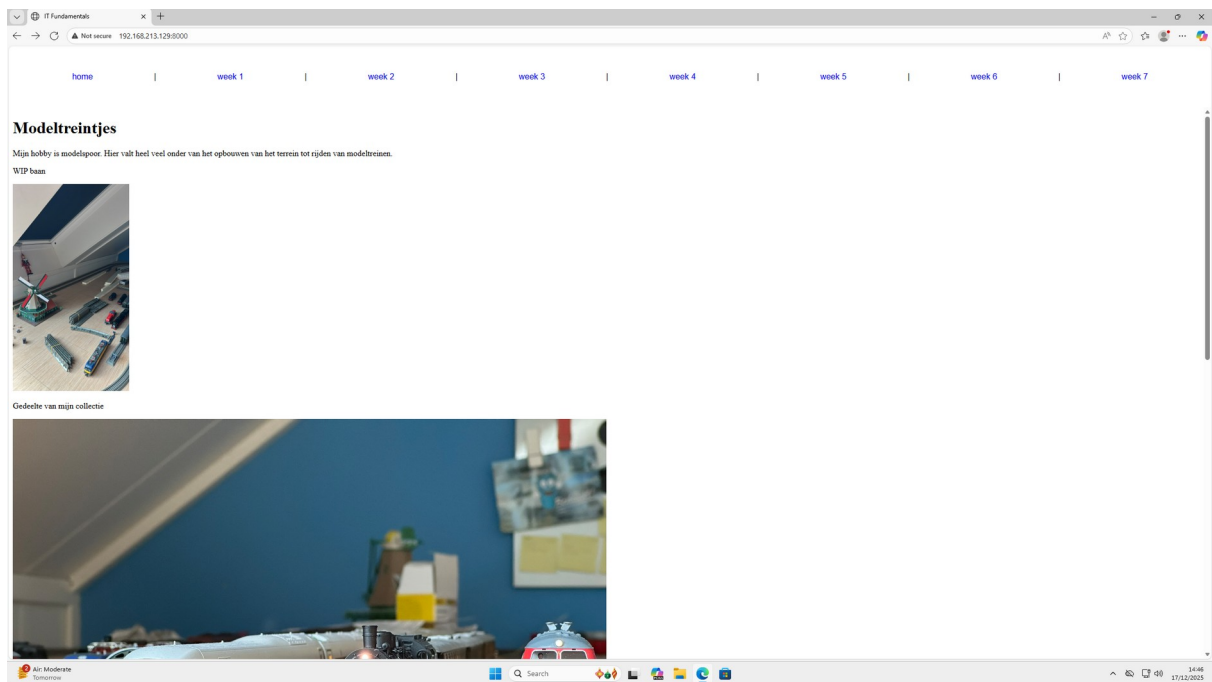 IT Fundamentals
Not secure 192.168.213.129:8000
home | week 1 | week 2 | week 3 | week 4 | week 5 | week 6 | week 7
Modeltreintjes
Mijn hobby is modelspoor. Hier valt heel veel onder van het opbouwen van het terrein tot rijden van modeltreinen.
WIP baan
Gedeelte van mijn collectie
2
Air: Moderate
Tomorrow
Search
14:46
17/12/2025